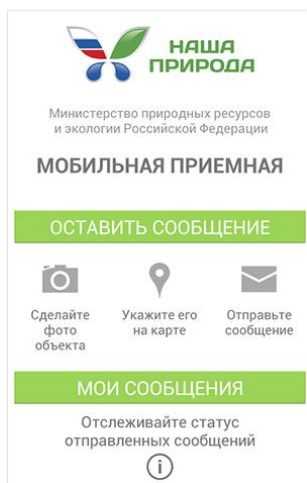 НАША
ПРИРОДА
Министерство природных ресурсов
и экологии Российской Федерации
МОБИЛЬНАЯ ПРИЕМНАЯ
ОСТАВИТЬ СООБЩЕНИЕ
Сделайте
фото
объекта
Укажите его
на карте
Отправьте
сообщение
МОИ СООБЩЕНИЯ
Отслеживайте статус
отправленных сообщений
i